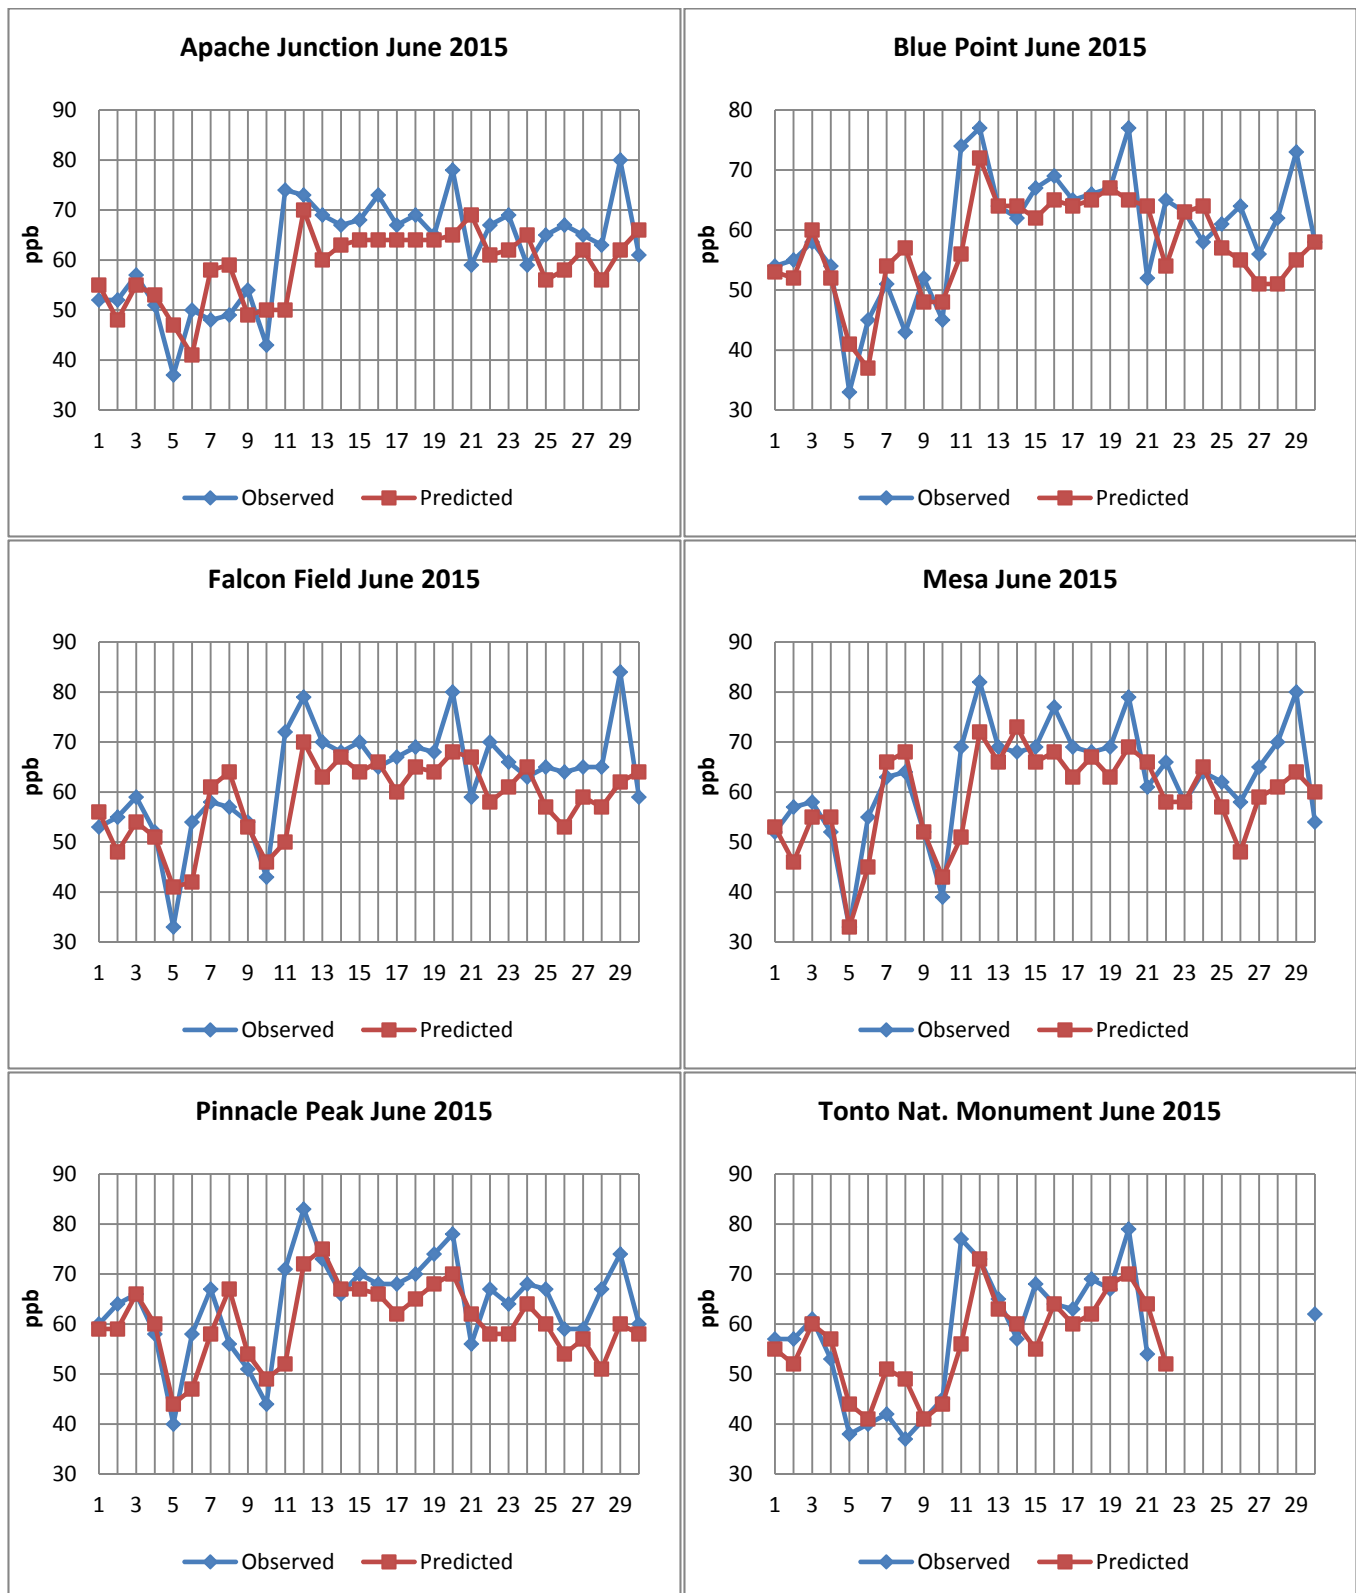 Apache Junction June 2015
90
80
70
60
50
40
30
ppb
1 3 5 7 9 11 13 15 17 19 21 23 25 27 29
Observed Predicted
Blue Point June 2015
80
70
60
50
40
30
ppb
1 3 5 7 9 11 13 15 17 19 21 23 25 27 29
Observed Predicted
Falcon Field June 2015
90
80
70
60
50
40
30
ppb
1 3 5 7 9 11 13 15 17 19 21 23 25 27 29
Observed Predicted
Mesa June 2015
90
80
70
60
50
40
30
ppb
1 3 5 7 9 11 13 15 17 19 21 23 25 27 29
Observed Predicted
Pinnacle Peak June 2015
90
80
70
60
50
40
30
ppb
1 3 5 7 9 11 13 15 17 19 21 23 25 27 29
Observed Predicted
Tonto Nat. Monument June 2015
90
80
70
60
50
40
30
ppb
1 3 5 7 9 11 13 15 17 19 21 23 25 27 29
Observed Predicted